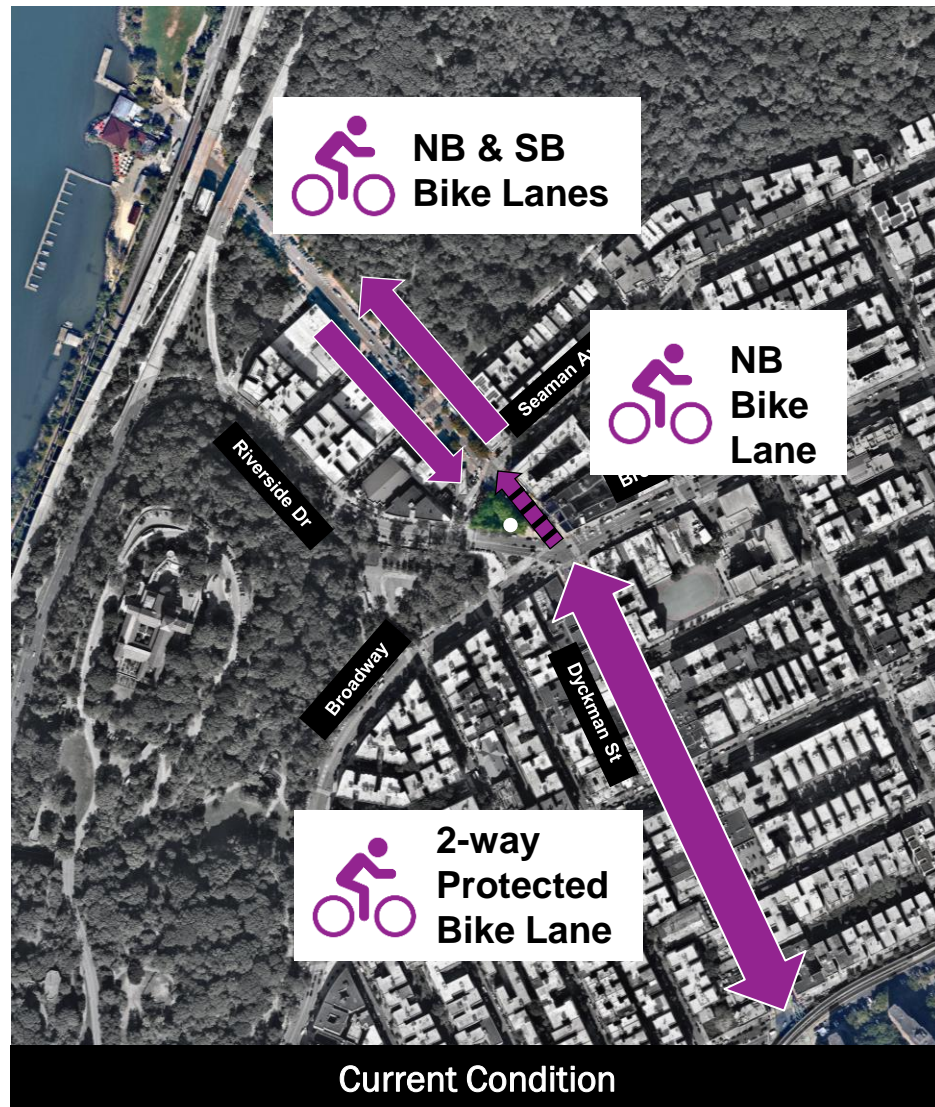 NB & SB
Bike Lanes
Seaman Av
NB
Bike
Lane
Riverside Dr
Broadway
Dyckman St
2-way
Protected
Bike Lane
Current Condition